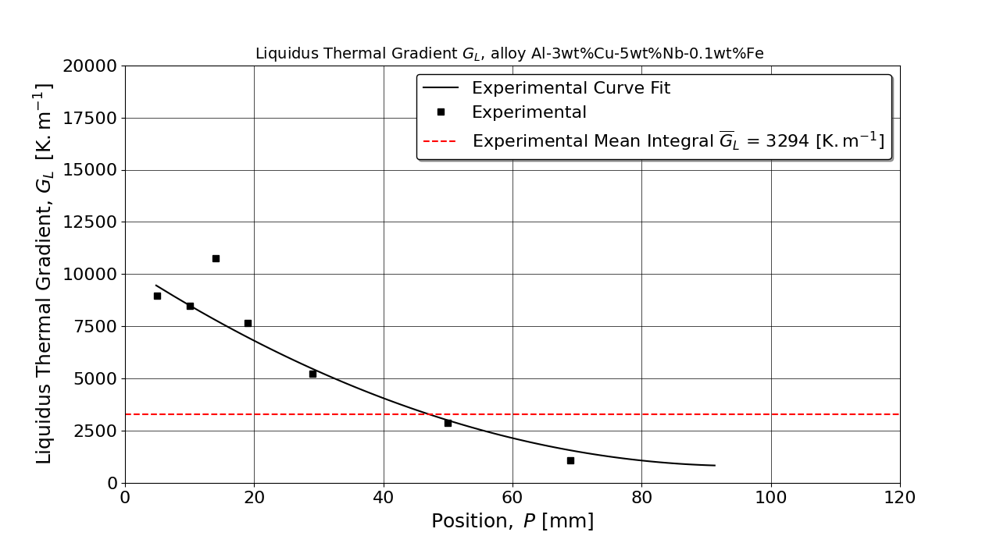 Liquidus Thermal Gradient G_L, alloy Al-3wt%Cu-5wt%Nb-0.1wt%Fe
Experimental Curve Fit
Experimental
Experimental Mean Integral G̅_L = 3294 [K.m⁻¹]
Liquidus Thermal Gradient, G_L [K.m⁻¹]
20000
17500
15000
12500
10000
7500
5000
2500
0
0 20 40 60 80 100 120
Position, P [mm]